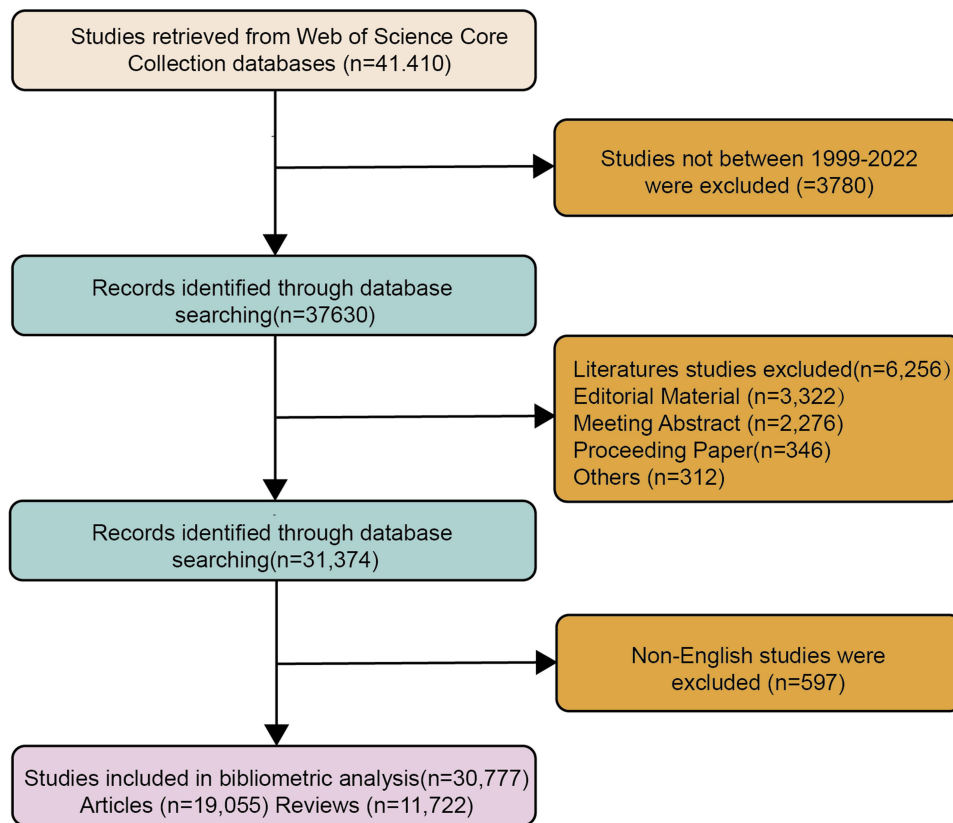 Studies retrieved from Web of Science Core
Collection databases (n=41.410)
Studies not between 1999-2022
were excluded (=3780)
Records identified through database
searching(n=37630)
Literatures studies excluded(n=6,256)
Editorial Material (n=3,322)
Meeting Abstract (n=2,276)
Proceeding Paper(n=346)
Others (n=312)
Records identified through database
searching(n=31,374)
Non-English studies were
excluded (n=597)
Studies included in bibliometric analysis(n=30,777)
Articles (n=19,055) Reviews (n=11,722)